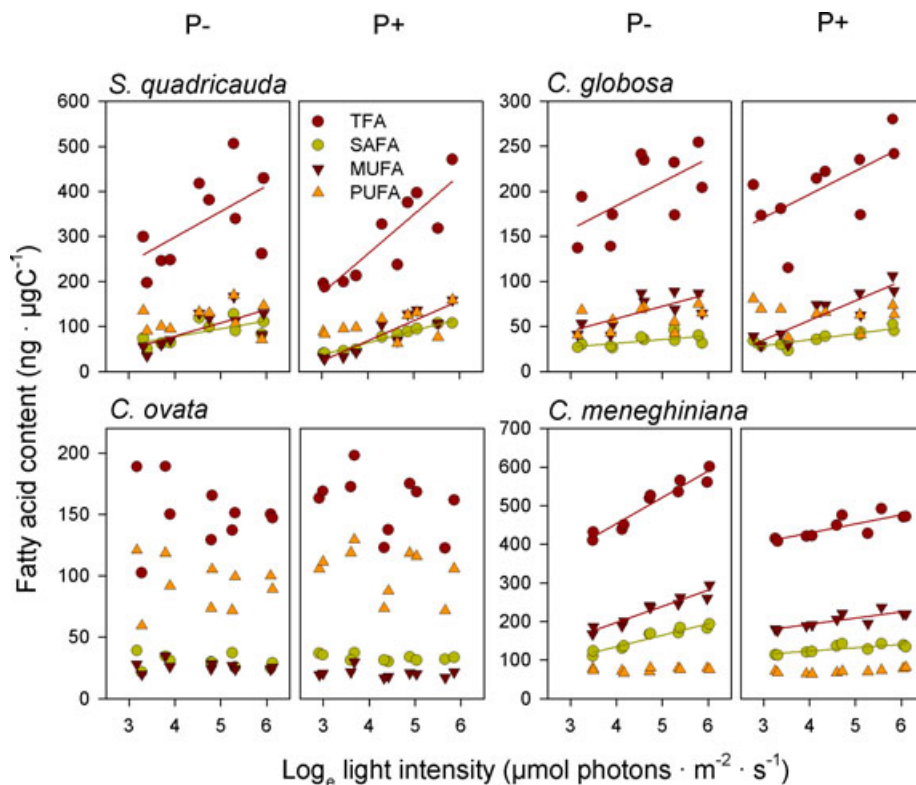 P- P+ P- P+
S. quadricauda C. globosa
600 300
500 250
400 200
300 150
200 100
100 50
0 0
TFA
SAFA
MUFA
PUFA
C. ovata C. meneghiniana
200 700
150 600
100 500
50 400
0 300
200
100
0
3 4 5 6 3 4 5 6 3 4 5 6 3 4 5 6
Fatty acid content (ng · µgC⁻¹)
Logₑ light intensity (µmol photons · m⁻² · s⁻¹)